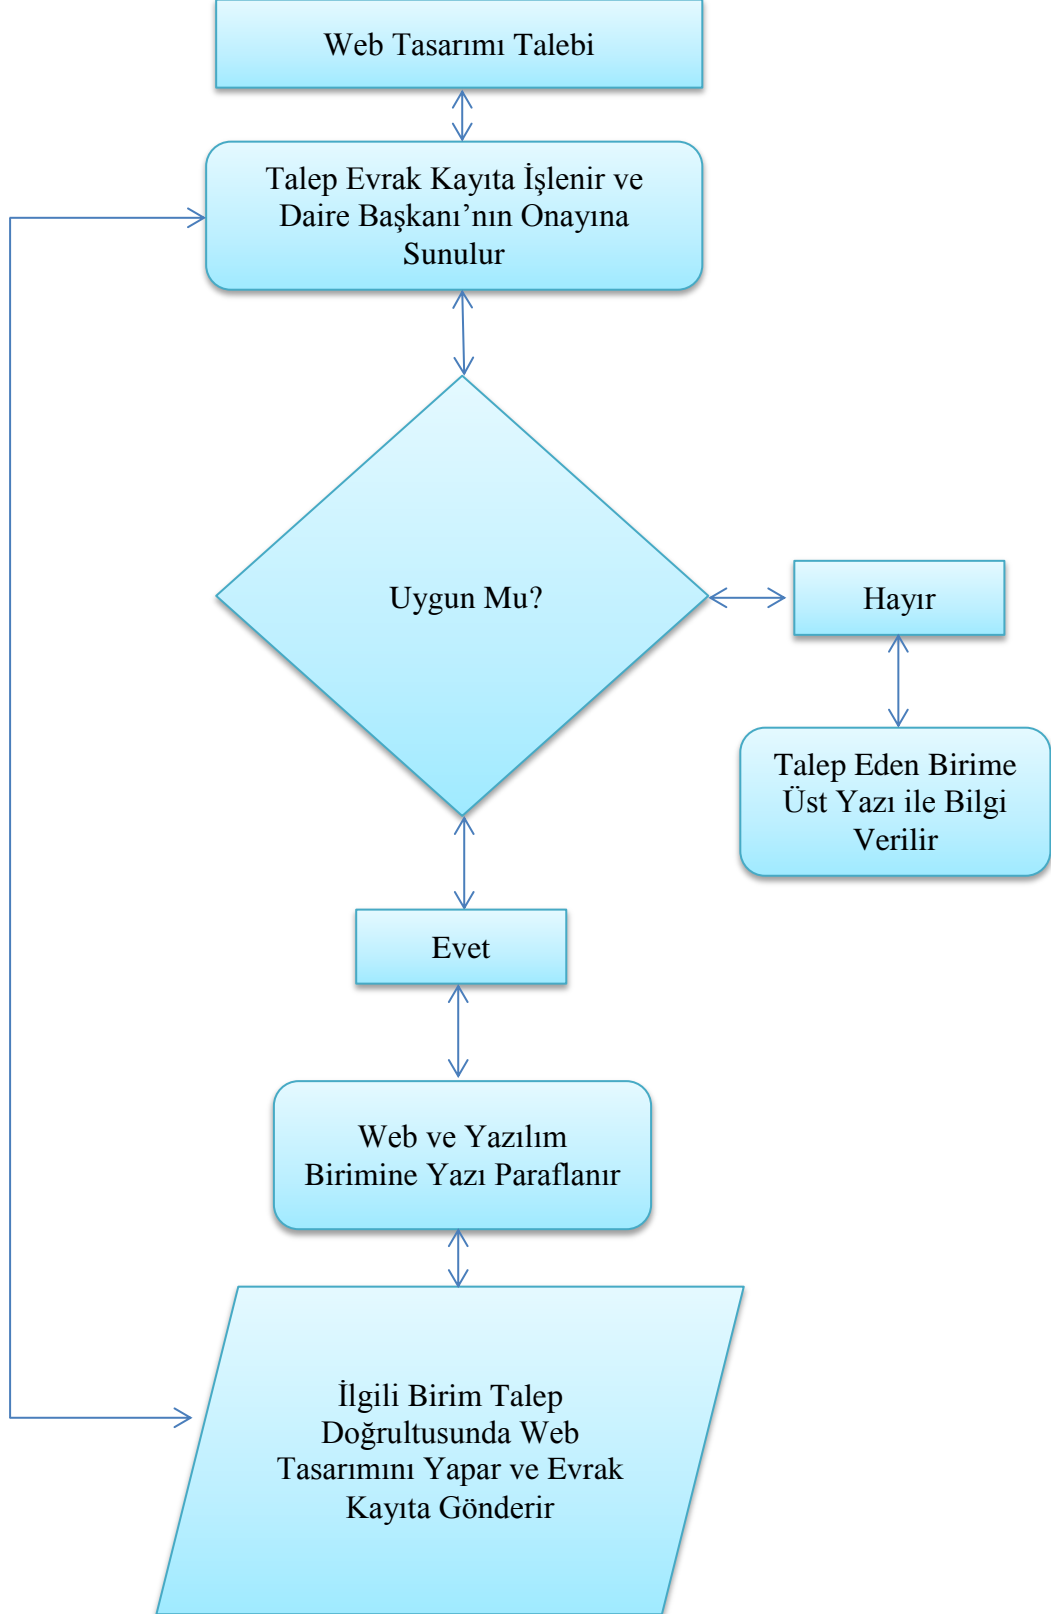 Web Tasarımı Talebi
Talep Evrak Kayıta İşlenir ve
Daire Başkanı’nın Onayına
Sunulur
Uygun Mu?
Hayır
Talep Eden Birime
Üst Yazı ile Bilgi
Verilir
Evet
Web ve Yazılım
Birimine Yazı Paraflanır
İlgili Birim Talep
Doğrultusunda Web
Tasarımını Yapar ve Evrak
Kayıta Gönderir